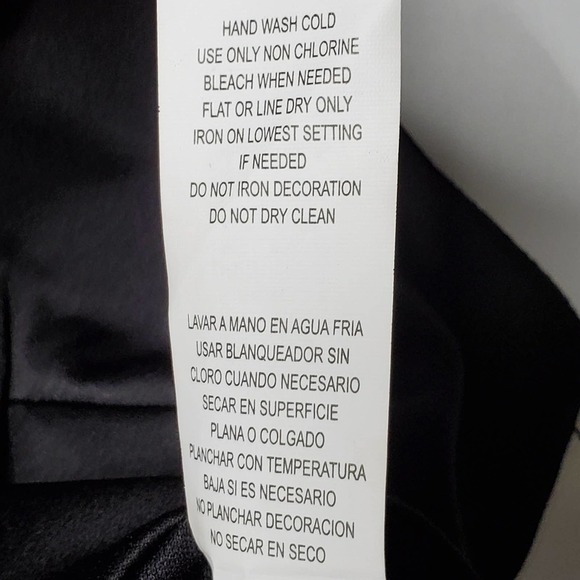 HAND WASH COLD
USE ONLY NON CHLORINE
BLEACH WHEN NEEDED
FLAT OR LINE DRY ONLY
IRON ON LOWEST SETTING
IF NEEDED
DO NOT IRON DECORATION
DO NOT DRY CLEAN
LAVAR A MANO EN AGUA FRIA
USAR BLANQUEADOR SIN
CLORO CUANDO NECESARIO
SECAR EN SUPERFICIE
PLANA O COLGADO
PLANCHAR CON TEMPERATURA
BAJA SI ES NECESARIO
NO PLANCHAR DECORACION
NO SECAR EN SECO